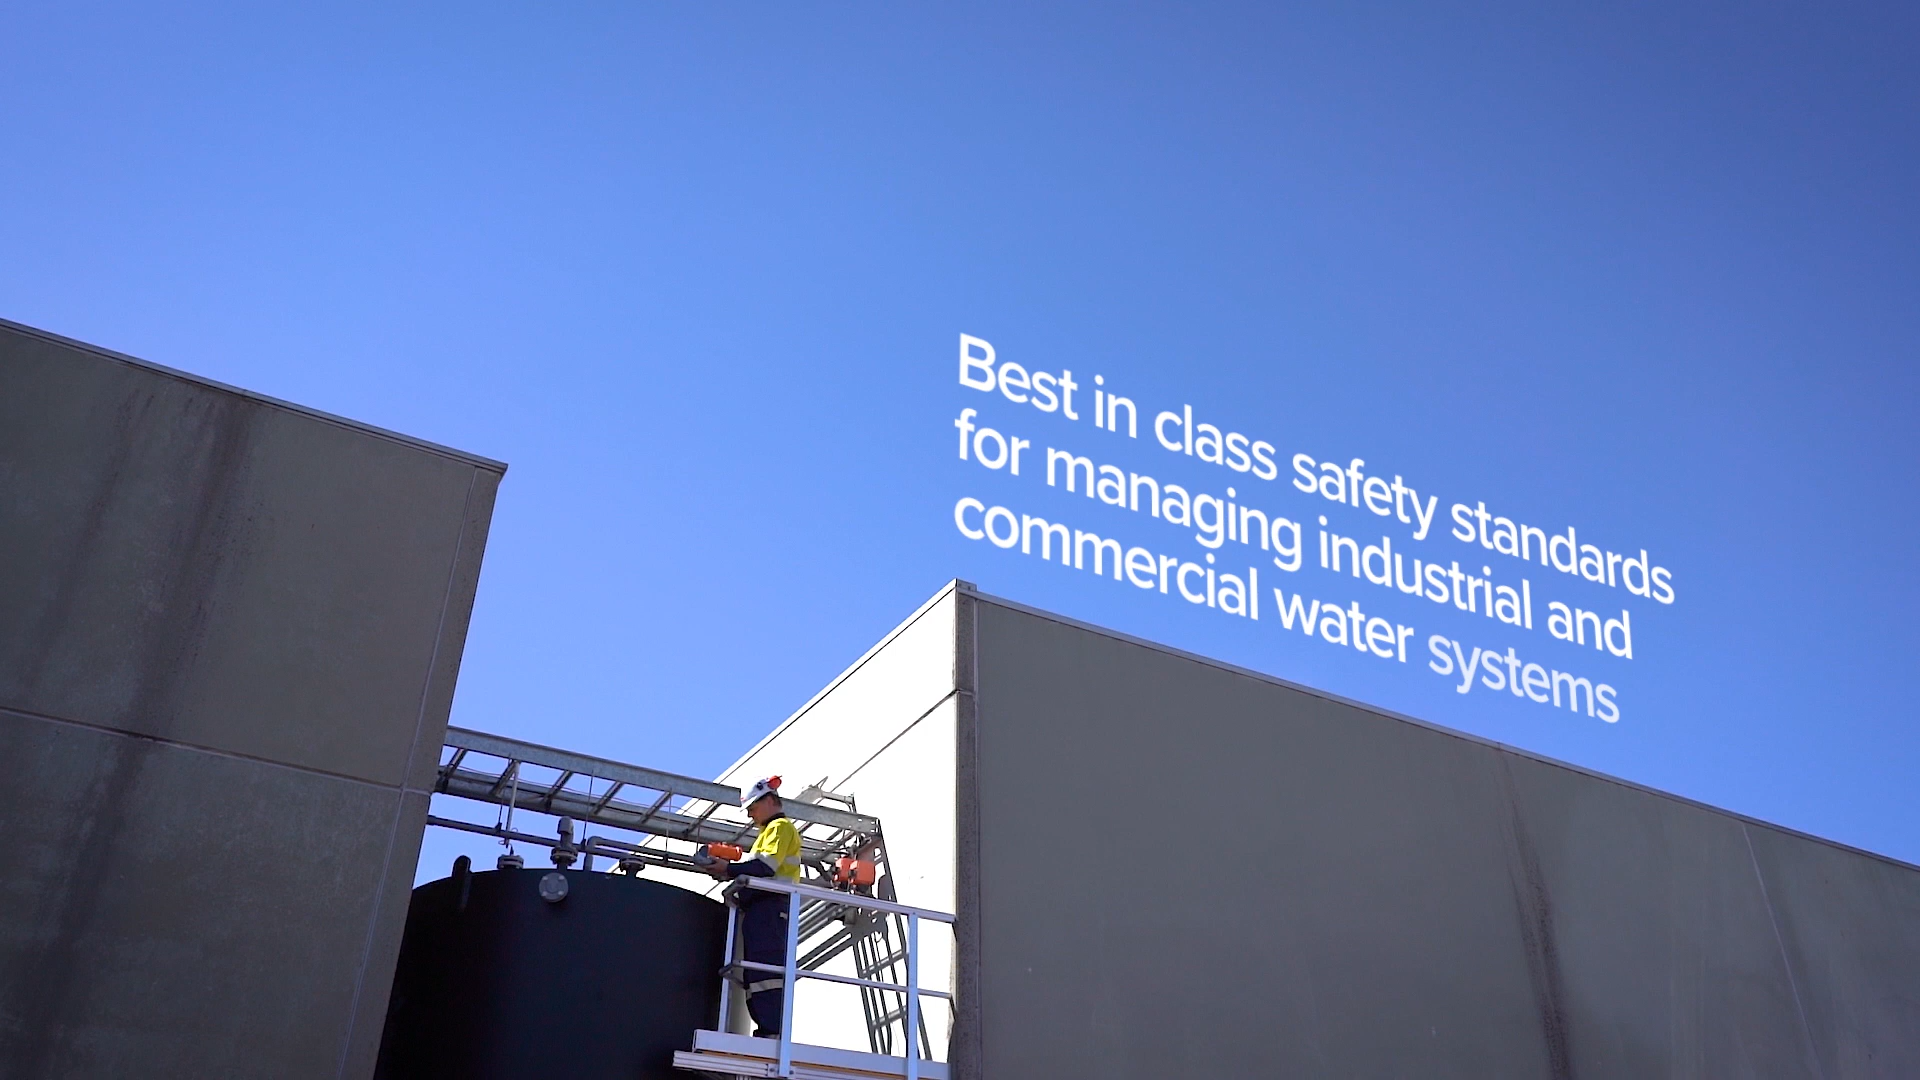 Best in class safety standards
for managing industrial and
commercial water systems